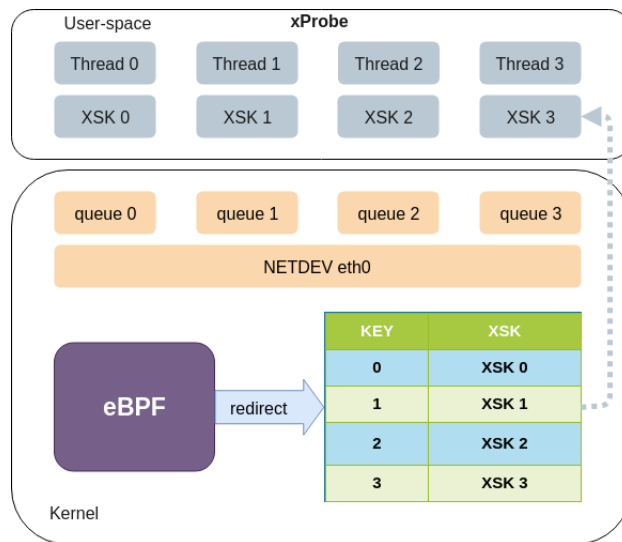 User-space
xProbe
Thread 0 Thread 1 Thread 2 Thread 3
XSK 0 XSK 1 XSK 2 XSK 3
queue 0 queue 1 queue 2 queue 3
NETDEV eth0
KEY XSK
0 XSK 0
1 XSK 1
2 XSK 2
3 XSK 3
eBPF
redirect
Kernel